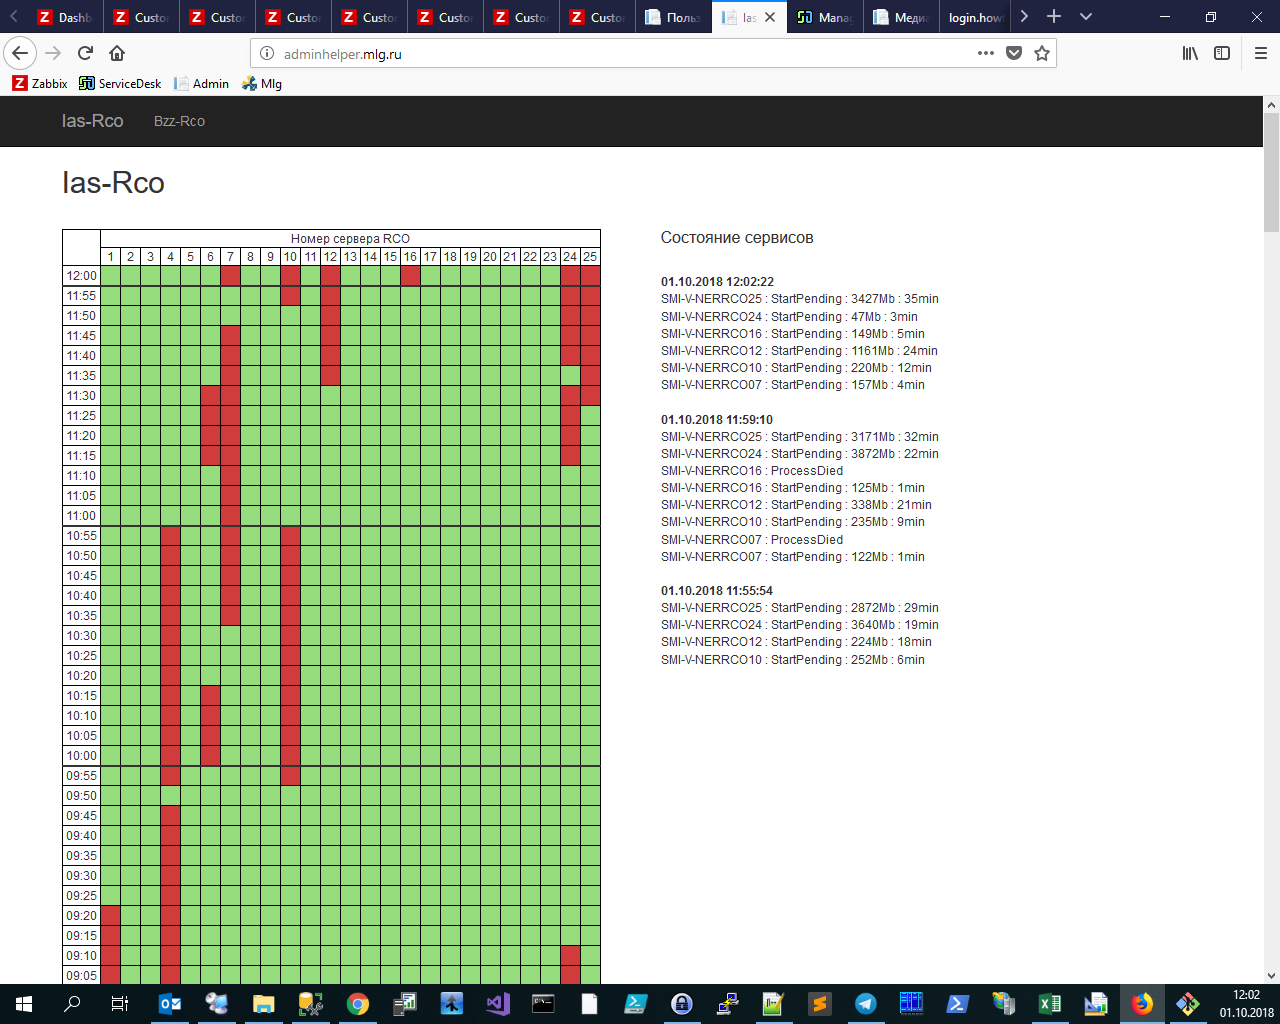 Dashb
Custo
Custo
Custo
Custo
Custo
Custo
Custo
Польз
Ias-
Mana
Медиа
login.how
adminhelper.mlg.ru
Zabbix
ServiceDesk
Admin
Mlg
Ias-Rco
Bzz-Rco
Ias-Rco
Номер сервера RCO
1 2 3 4 5 6 7 8 9 10 11 12 13 14 15 16 17 18 19 20 21 22 23 24 25
12:00
11:55
11:50
11:45
11:40
11:35
11:30
11:25
11:20
11:15
11:10
11:05
11:00
10:55
10:50
10:45
10:40
10:35
10:30
10:25
10:20
10:15
10:10
10:05
10:00
09:55
09:50
09:45
09:40
09:35
09:30
09:25
09:20
09:15
09:10
09:05
Состояние сервисов
01.10.2018 12:02:22
SMI-V-NERRCO25 : StartPending : 3427Mb : 35min
SMI-V-NERRCO24 : StartPending : 47Mb : 3min
SMI-V-NERRCO16 : StartPending : 149Mb : 5min
SMI-V-NERRCO12 : StartPending : 1161Mb : 24min
SMI-V-NERRCO10 : StartPending : 220Mb : 12min
SMI-V-NERRCO07 : StartPending : 157Mb : 4min
01.10.2018 11:59:10
SMI-V-NERRCO25 : StartPending : 3171Mb : 32min
SMI-V-NERRCO24 : StartPending : 3872Mb : 22min
SMI-V-NERRCO16 : ProcessDied
SMI-V-NERRCO16 : StartPending : 125Mb : 1min
SMI-V-NERRCO12 : StartPending : 338Mb : 21min
SMI-V-NERRCO10 : StartPending : 235Mb : 9min
SMI-V-NERRCO07 : ProcessDied
SMI-V-NERRCO07 : StartPending : 122Mb : 1min
01.10.2018 11:55:54
SMI-V-NERRCO25 : StartPending : 2872Mb : 29min
SMI-V-NERRCO24 : StartPending : 3640Mb : 19min
SMI-V-NERRCO12 : StartPending : 224Mb : 18min
SMI-V-NERRCO10 : StartPending : 252Mb : 6min
12:02
01.10.2018